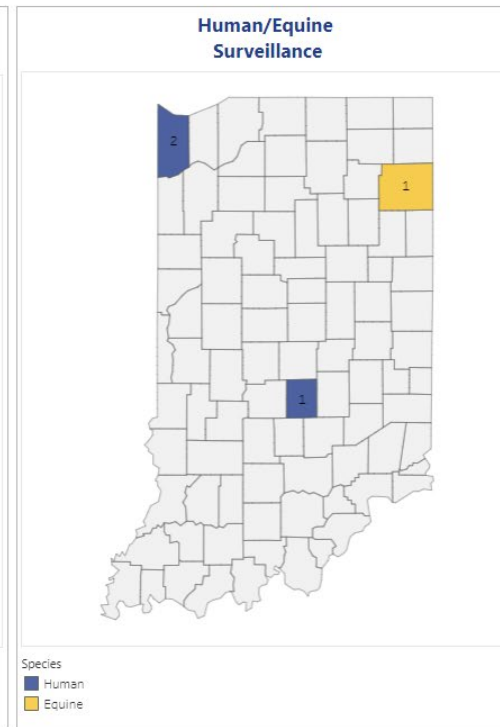 Human/Equine
Surveillance
2
1
1
Species
Human
Equine